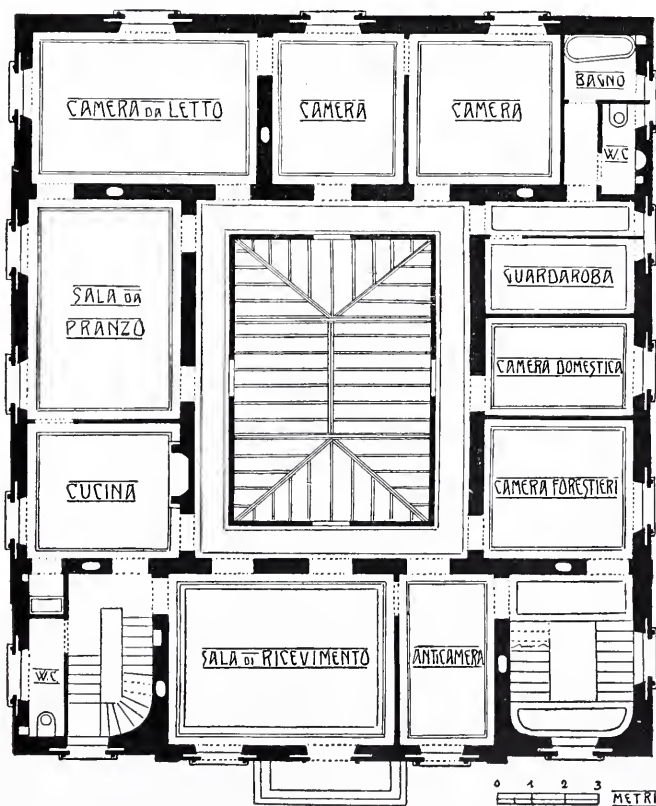 CAMERA DA LETTO
CAMERA
CAMERA
BAGNO
W.C
SALA DA
PRANZO
GUARDAROBA
CAMERA DOMESTICA
CUCINA
CAMERA FORESTIERI
W.C
SALA DI RICEVIMENTO
ANTICAMERA
0 1 2 3
METRI